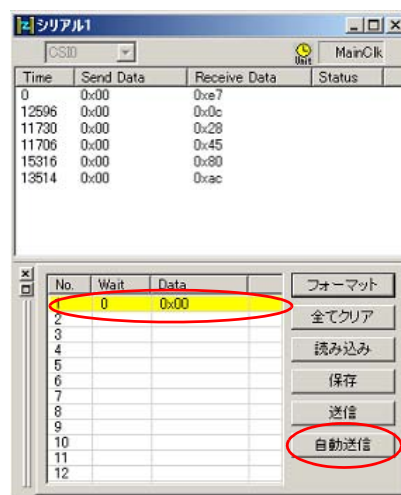 シリアル1
CSI0 Unit MainClk
Time Send Data Receive Data Status
0 0x00 0xe7
12596 0x00 0x0c
11730 0x00 0x28
11706 0x00 0x45
15316 0x00 0x80
13514 0x00 0xac
No. Wait Data フォーマット
1 0 0x00
2 全てクリア
3
4 読み込み
5
6 保存
7
8 送信
9
10 自動送信
11
12